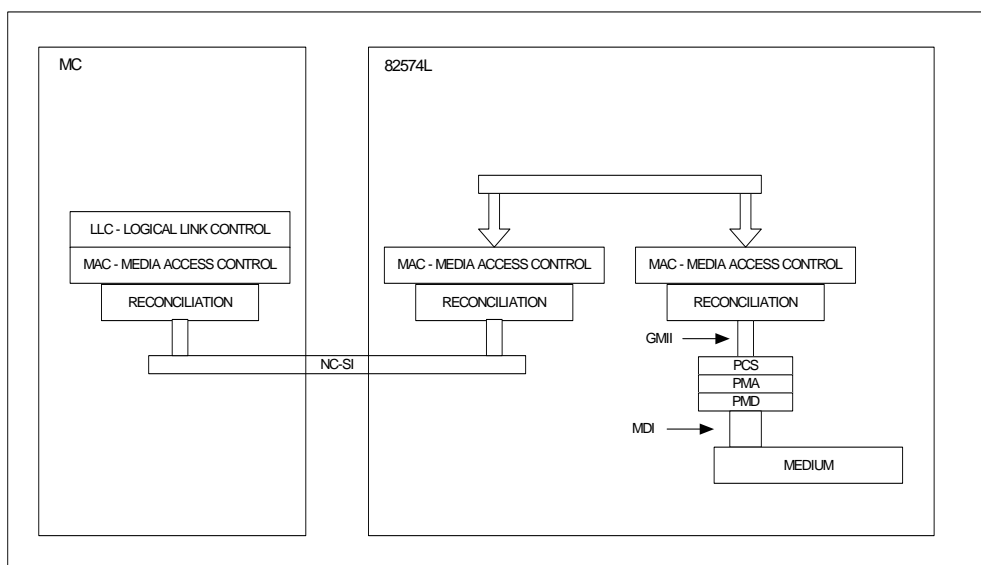 MC
82574L
LLC - LOGICAL LINK CONTROL
MAC - MEDIA ACCESS CONTROL
MAC - MEDIA ACCESS CONTROL
MAC - MEDIA ACCESS CONTROL
RECONCILIATION
RECONCILIATION
RECONCILIATION
GMII
NC-SI
PCS
PMA
PMD
MDI
MEDIUM